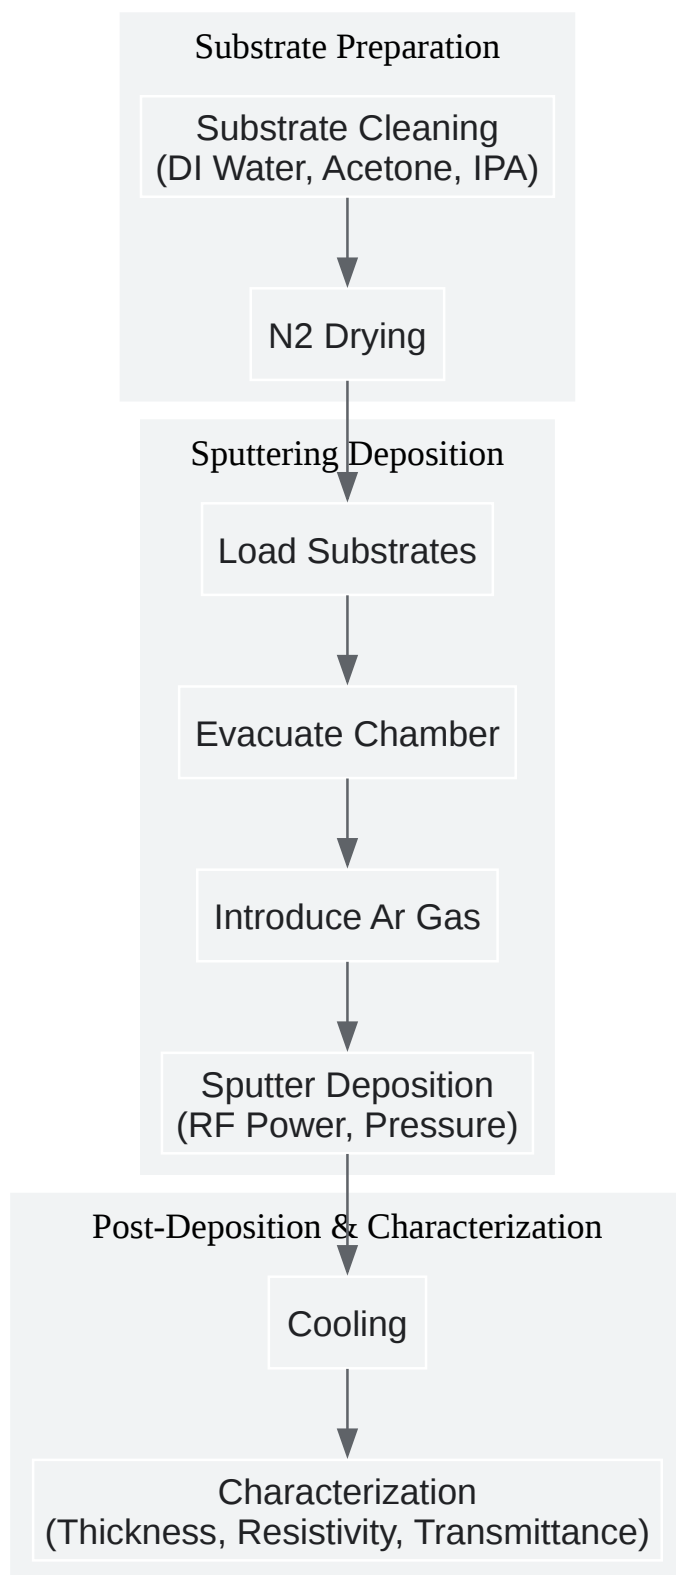 Substrate Preparation
Substrate Cleaning
(DI Water, Acetone, IPA)
N2 Drying
Sputtering Deposition
Load Substrates
Evacuate Chamber
Introduce Ar Gas
Sputter Deposition
(RF Power, Pressure)
Post-Deposition & Characterization
Cooling
Characterization
(Thickness, Resistivity, Transmittance)